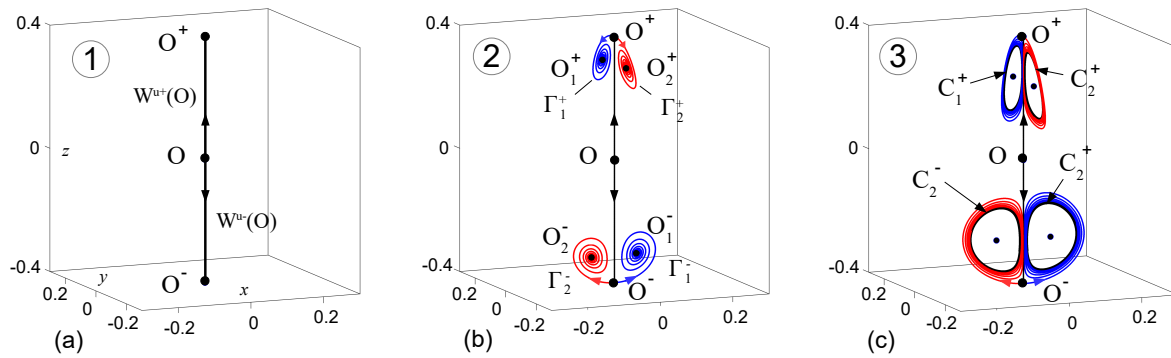 0.4
1
O⁺
Wᵘ⁺(O)
0
z
O
Wᵘ⁻(O)
-0.4
O⁻
0.2
y
0
-0.2
-0.2
x
0
0.2
(a)
0.4
2
O⁺
O₁⁺
O₂⁺
Γ₁⁺
Γ₂⁺
0
O
O₂⁻
O₁⁻
Γ₂⁻
Γ₁⁻
-0.4
O⁻
0.2
0
-0.2
-0.2
0
0.2
(b)
0.4
3
O⁺
C₁⁺
C₂⁺
0
O
C₂⁻
C₂⁺
-0.4
O⁻
0.2
0
-0.2
-0.2
0
0.2
(c)